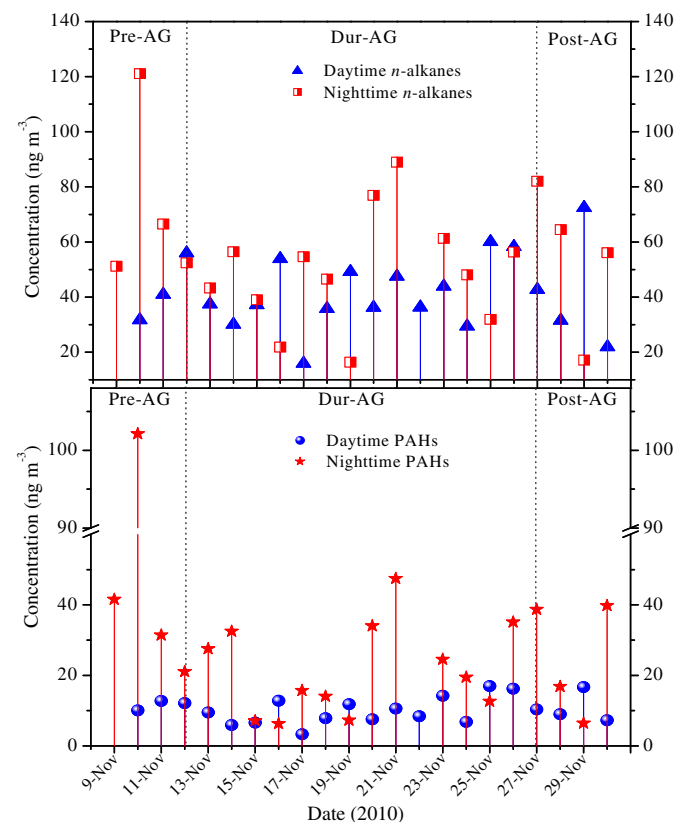 Pre-AG Dur-AG Post-AG
Daytime n-alkanes
Nighttime n-alkanes
Concentration (ng m-3)
140 140
120 120
100 100
80 80
60 60
40 40
20 20
Pre-AG Dur-AG Post-AG
Daytime PAHs
Nighttime PAHs
Concentration (ng m-3)
100 100
90 90
40 40
20 20
0 0
9-Nov 11-Nov 13-Nov 15-Nov 17-Nov 19-Nov 21-Nov 23-Nov 25-Nov 27-Nov 29-Nov
Date (2010)